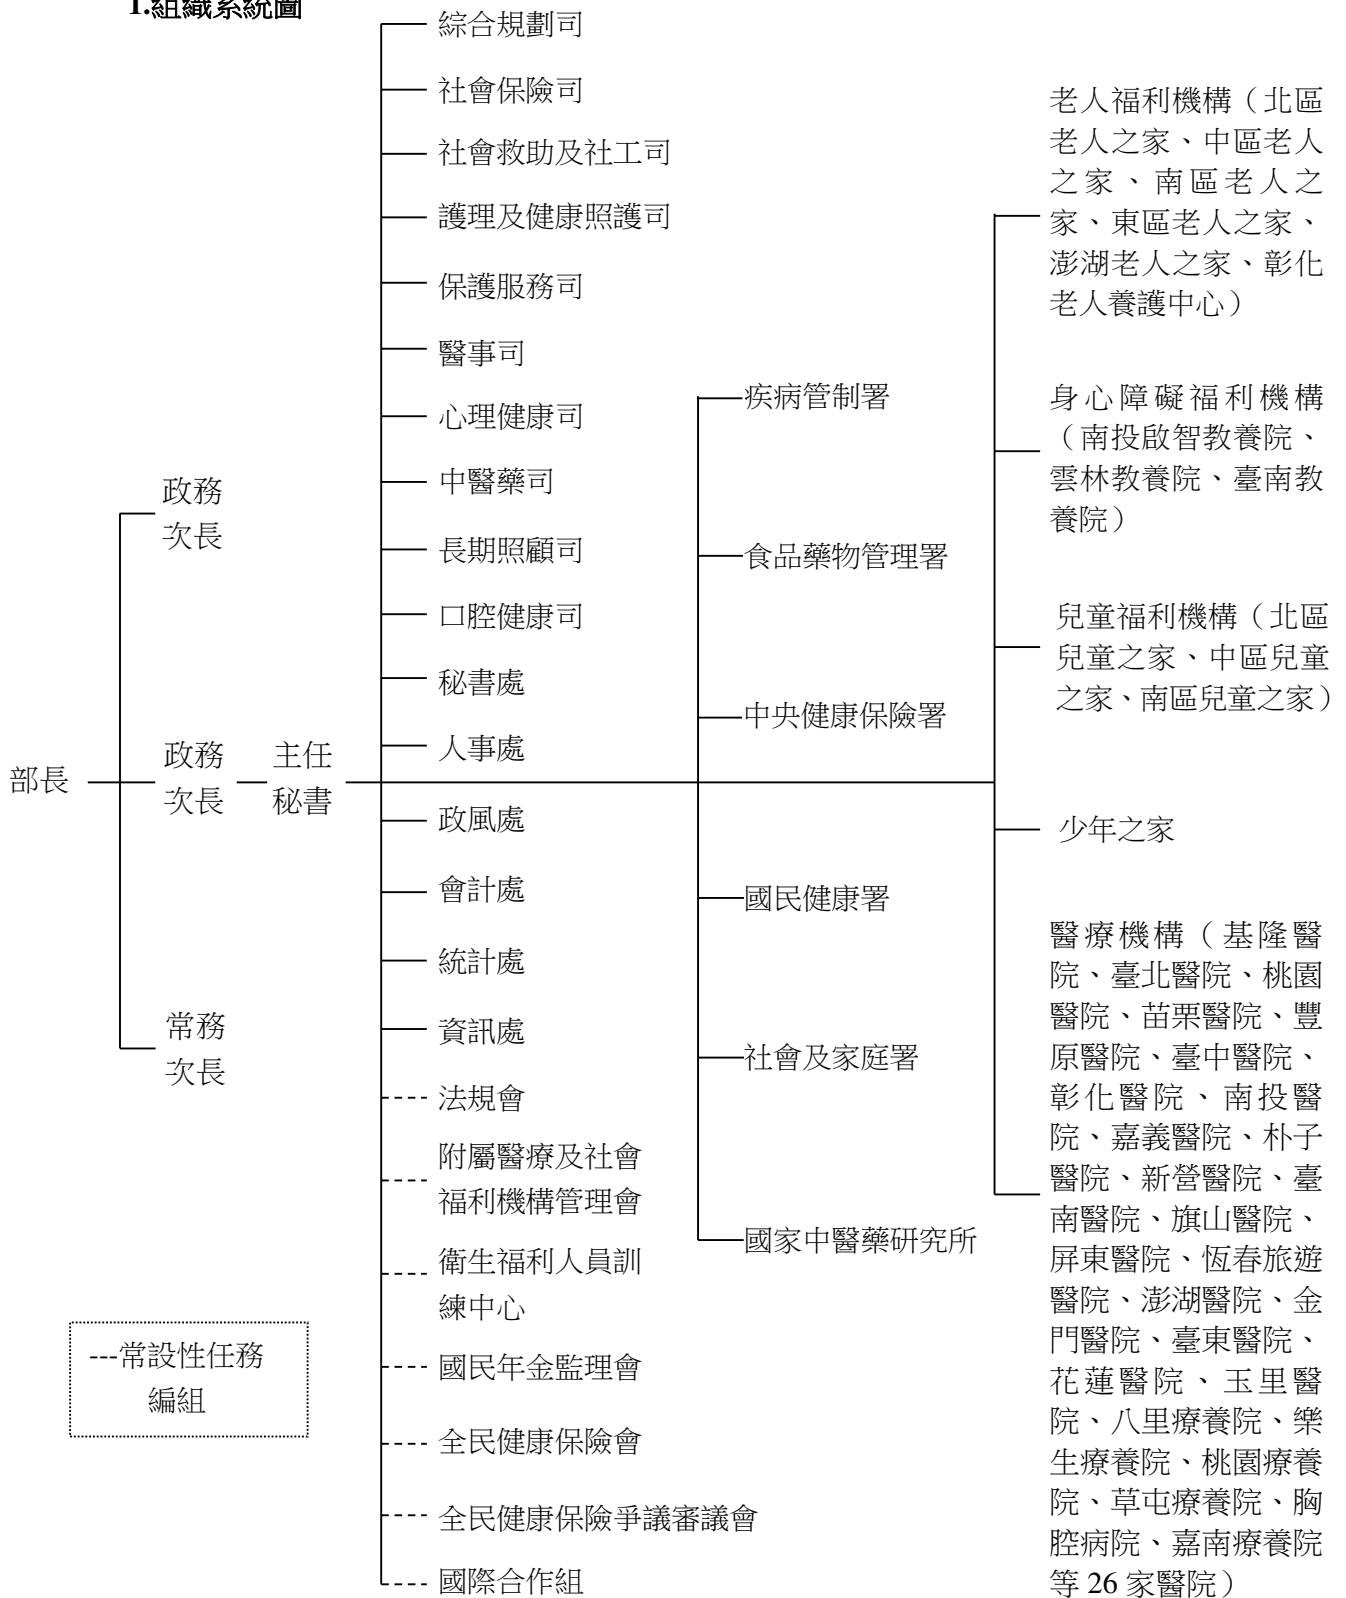 1.組織系統圖
部長
政務
次長
政務
次長
常務
次長
主任
秘書
綜合規劃司
社會保險司
社會救助及社工司
護理及健康照護司
保護服務司
醫事司
心理健康司
中醫藥司
長期照顧司
口腔健康司
秘書處
人事處
政風處
會計處
統計處
資訊處
法規會
附屬醫療及社會
福利機構管理會
衛生福利人員訓
練中心
國民年金監理會
全民健康保險會
全民健康保險爭議審議會
國際合作組
疾病管制署
食品藥物管理署
中央健康保險署
國民健康署
社會及家庭署
國家中醫藥研究所
老人福利機構（北區
老人之家、中區老人
之家、南區老人之
家、東區老人之家、
澎湖老人之家、彰化
老人養護中心）
身心障礙福利機構
（南投啟智教養院、
雲林教養院、臺南教
養院）
兒童福利機構（北區
兒童之家、中區兒童
之家、南區兒童之家）
少年之家
醫療機構（基隆醫
院、臺北醫院、桃園
醫院、苗栗醫院、豐
原醫院、臺中醫院、
彰化醫院、南投醫
院、嘉義醫院、朴子
醫院、新營醫院、臺
南醫院、旗山醫院、
屏東醫院、恆春旅遊
醫院、澎湖醫院、金
門醫院、臺東醫院、
花蓮醫院、玉里醫
院、八里療養院、樂
生療養院、桃園療養
院、草屯療養院、胸
腔病院、嘉南療養院
等 26 家醫院）
---常設性任務
編組